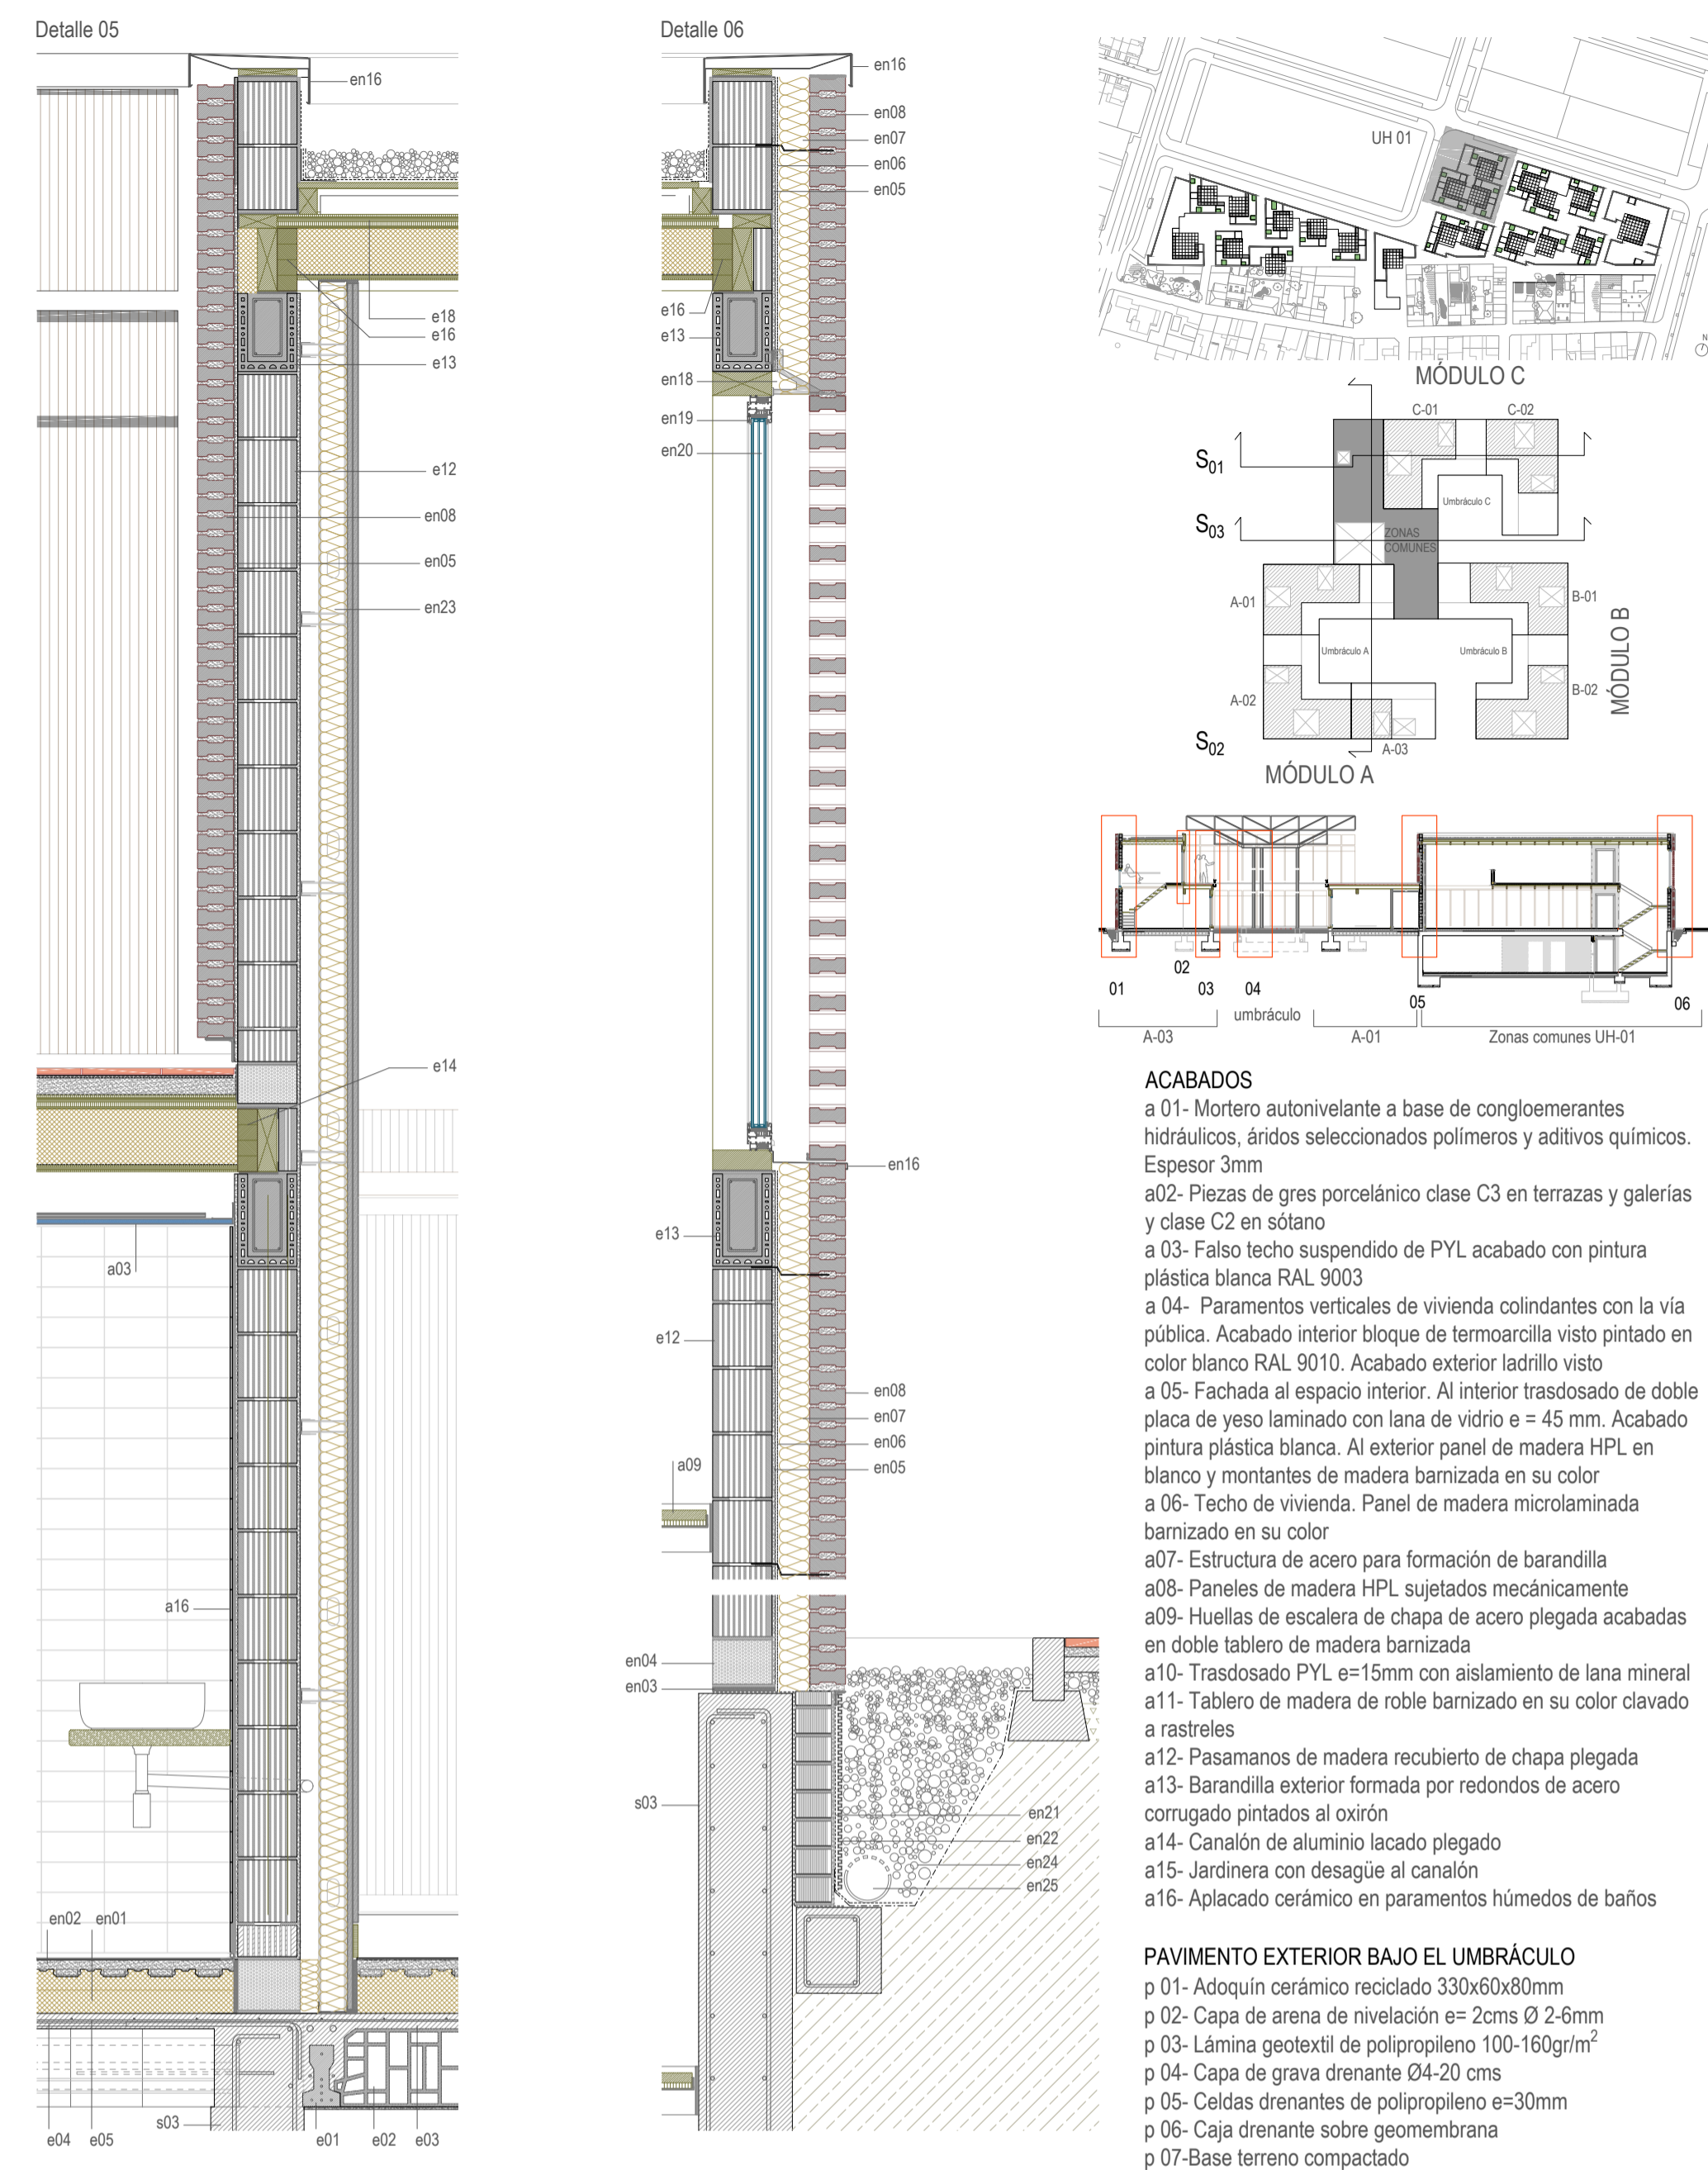 Detalle 05
en16
e18
e16
e13
e12
en08
en05
en23
e14
a03
a16
en02
en01
s03
e04
e05
e01
e02
e03
Detalle 06
en16
en08
en07
en06
en05
e16
e13
en18
en19
en20
en16
e13
e12
en08
en07
en06
en05
a09
en04
en03
s03
en21
en22
en24
en25
UH 01
N
MÓDULO C
C-01
C-02
S01
Umbráculo C
S03
ZONAS
COMUNES
A-01
B-01
Umbráculo A
Umbráculo B
MÓDULO B
A-02
B-02
S02
A-03
MÓDULO A
01
02
03
04
05
06
umbráculo
A-03
A-01
Zonas comunes UH-01
ACABADOS
a 01- Mortero autonivelante a base de congloemerantes
hidráulicos, áridos seleccionados polímeros y aditivos químicos.
Espesor 3mm
a02- Piezas de gres porcelánico clase C3 en terrazas y galerías
y clase C2 en sótano
a 03- Falso techo suspendido de PYL acabado con pintura
plástica blanca RAL 9003
a 04- Paramentos verticales de vivienda colindantes con la vía
pública. Acabado interior bloque de termoarcilla visto pintado en
color blanco RAL 9010. Acabado exterior ladrillo visto
a 05- Fachada al espacio interior. Al interior trasdosado de doble
placa de yeso laminado con lana de vidrio e = 45 mm. Acabado
pintura plástica blanca. Al exterior panel de madera HPL en
blanco y montantes de madera barnizada en su color
a 06- Techo de vivienda. Panel de madera microlaminada
barnizado en su color
a07- Estructura de acero para formación de barandilla
a08- Paneles de madera HPL sujetados mecánicamente
a09- Huellas de escalera de chapa de acero plegada acabadas
en doble tablero de madera barnizada
a10- Trasdosado PYL e=15mm con aislamiento de lana mineral
a11- Tablero de madera de roble barnizado en su color clavado
a rastreles
a12- Pasamanos de madera recubierto de chapa plegada
a13- Barandilla exterior formada por redondos de acero
corrugado pintados al oxirón
a14- Canalón de aluminio lacado plegado
a15- Jardinera con desagüe al canalón
a16- Aplacado cerámico en paramentos húmedos de baños
PAVIMENTO EXTERIOR BAJO EL UMBRÁCULO
p 01- Adoquín cerámico reciclado 330x60x80mm
p 02- Capa de arena de nivelación e= 2cms Ø 2-6mm
p 03- Lámina geotextil de polipropileno 100-160gr/m²
p 04- Capa de grava drenante Ø4-20 cms
p 05- Celdas drenantes de polipropileno e=30mm
p 06- Caja drenante sobre geomembrana
p 07-Base terreno compactado